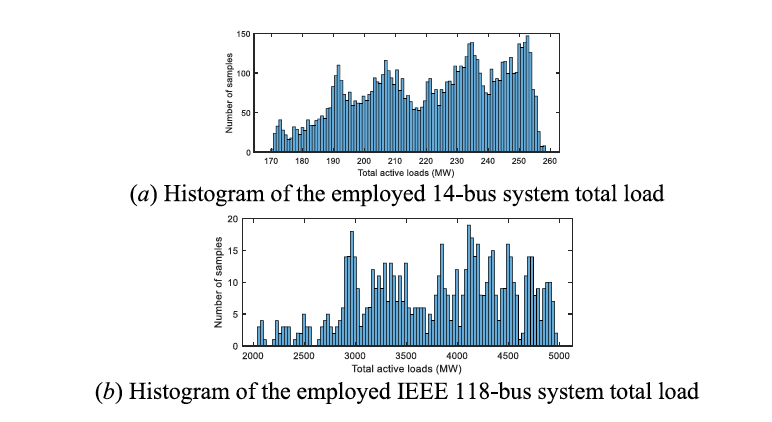 150
100
50
0
Number of samples
170 180 190 200 210 220 230 240 250 260
Total active loads (MW)
(a) Histogram of the employed 14-bus system total load
20
15
10
5
0
Number of samples
2000 2500 3000 3500 4000 4500 5000
Total active loads (MW)
(b) Histogram of the employed IEEE 118-bus system total load